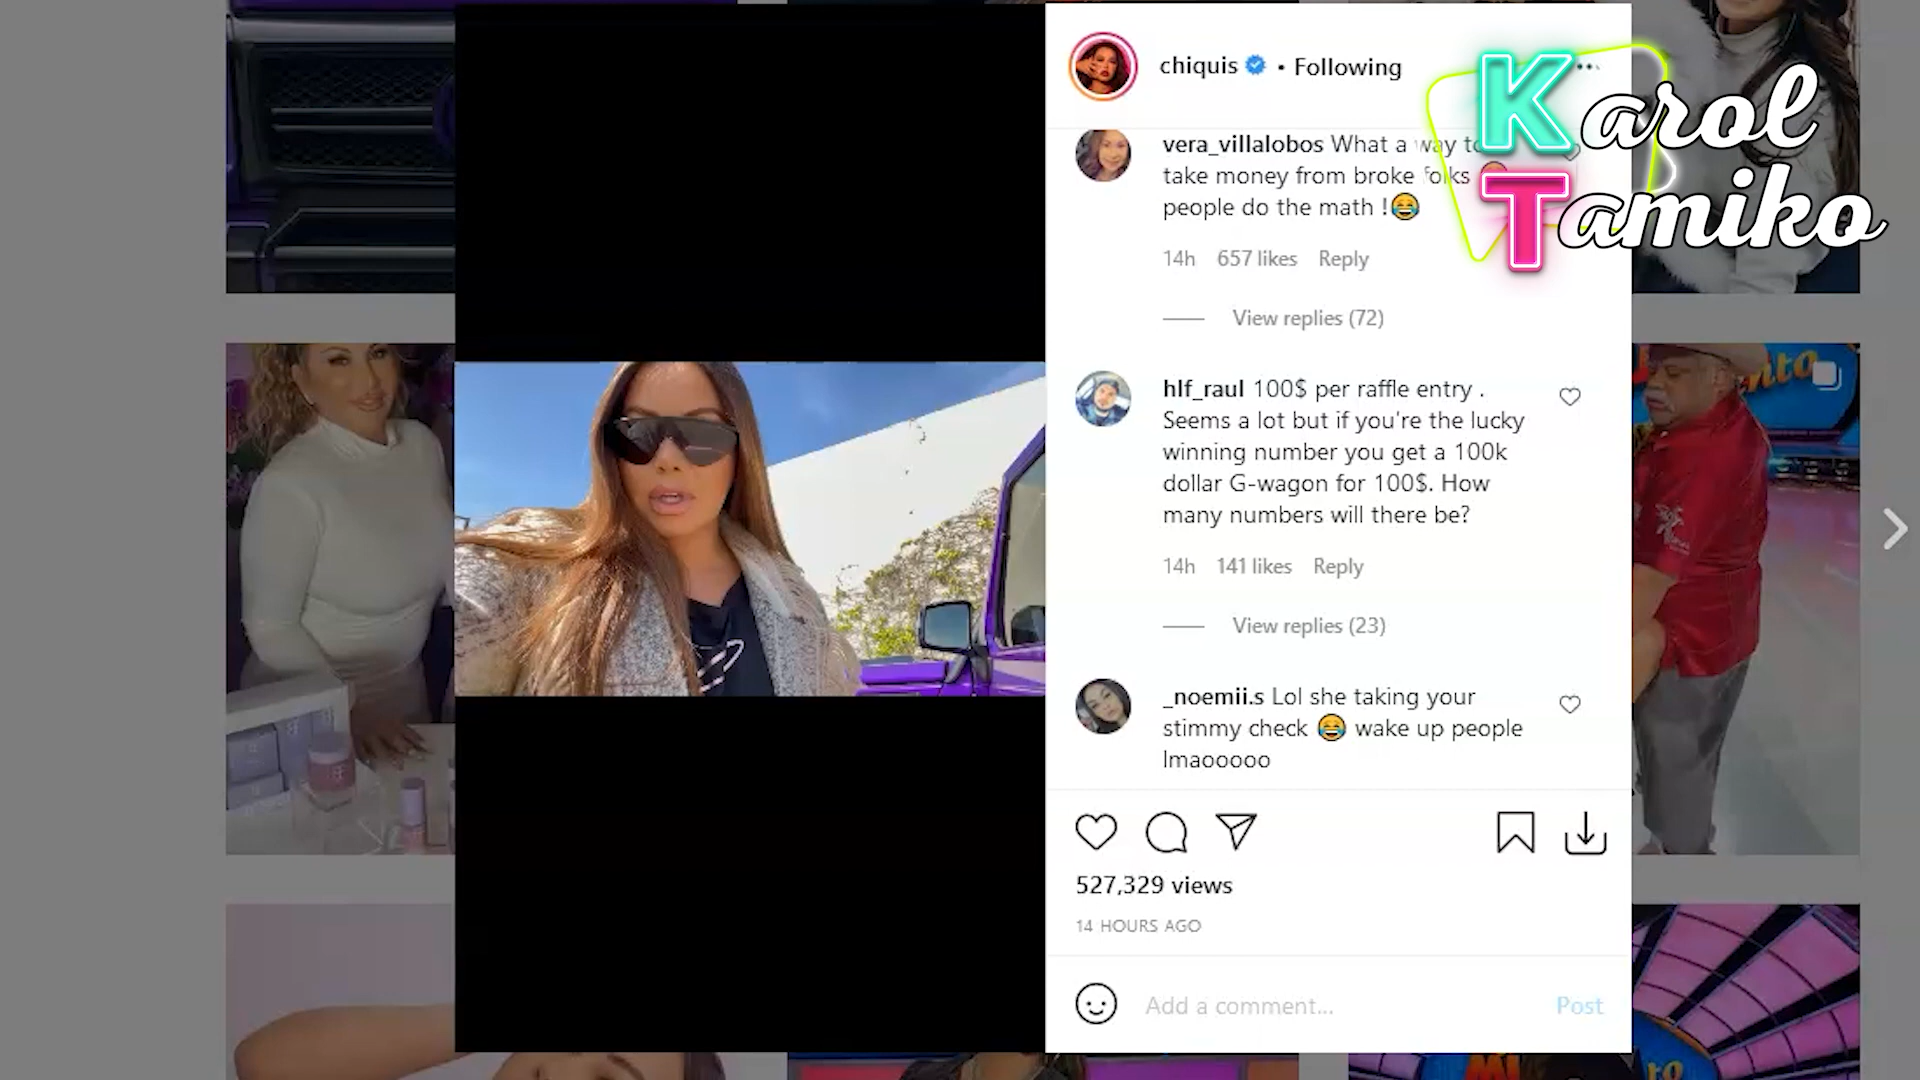 chiquis • Following
Karol
Tamiko
vera_villalobos What a way to
take money from broke folks
people do the math !😂
14h 657 likes Reply
View replies (72)
hlf_raul 100$ per raffle entry .
Seems a lot but if you're the lucky
winning number you get a 100k
dollar G-wagon for 100$. How
many numbers will there be?
14h 141 likes Reply
View replies (23)
_noemii.s Lol she taking your
stimmy check 😂 wake up people
lmaooooo
527,329 views
14 HOURS AGO
Add a comment... Post